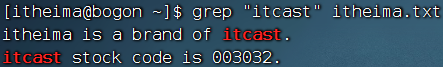 [itheima@bogon ~]$ grep "itcast" itheima.txt
itheima is a brand of itcast.
itcast stock code is 003032.